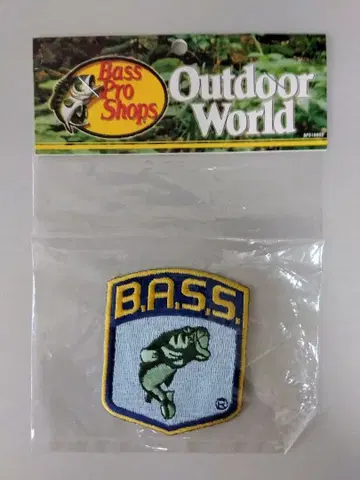 Bass
Pro
Shops
Outdoor
World
B.A.S.S.
®